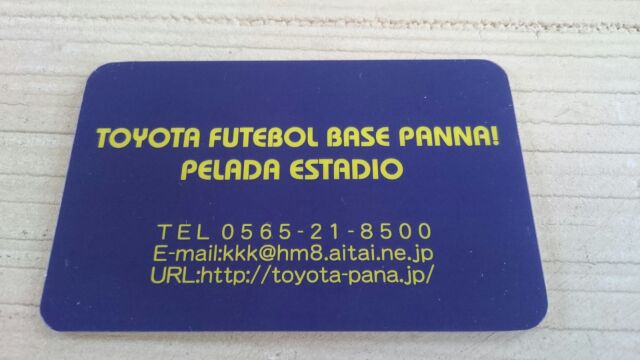 TOYOTA FUTEBOL BASE PANNA!
PELADA ESTADIO
TEL 0565-21-8500
E-mail:kkk@hm8.aitai.ne.jp
URL:http://toyota-pana.jp/